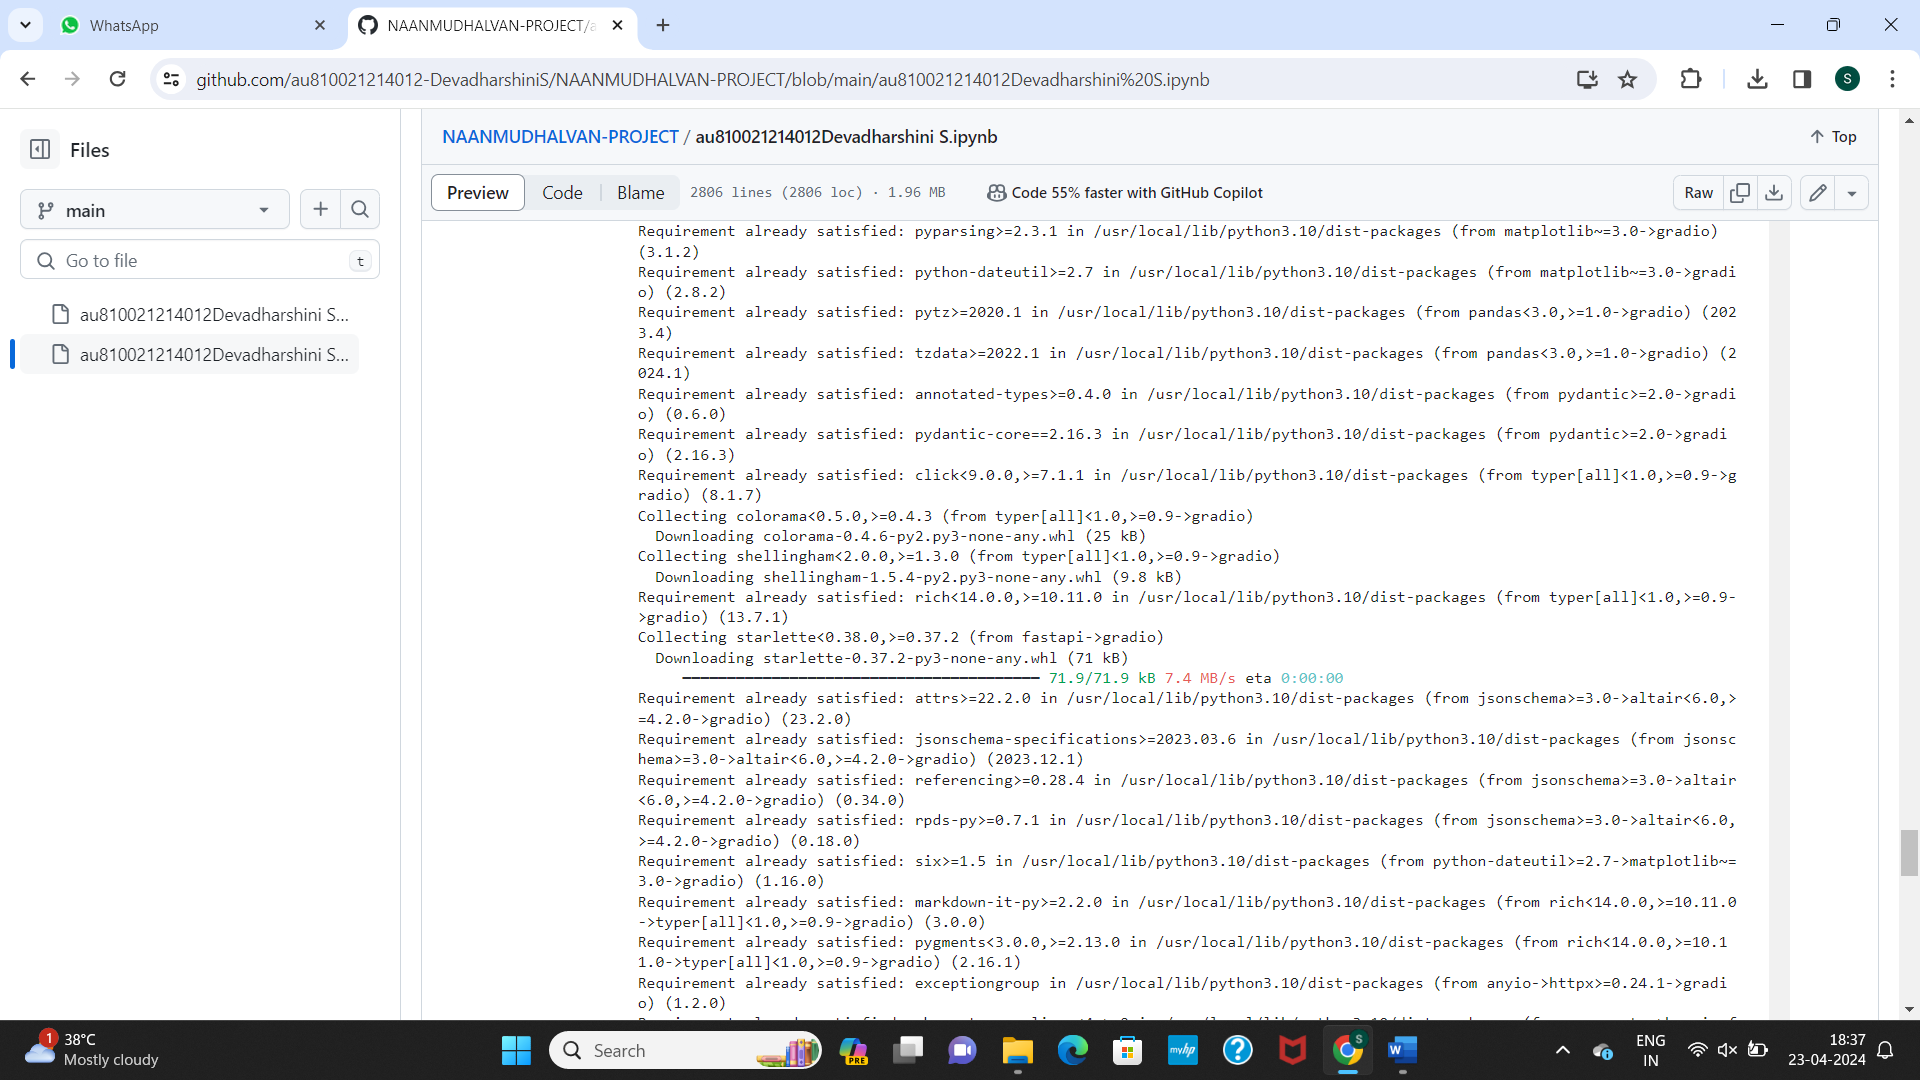 WhatsApp
NAANMUDHALVAN-PROJECT/a
github.com/au810021214012-DevadharshiniS/NAANMUDHALVAN-PROJECT/blob/main/au810021214012Devadharshini%20S.ipynb
S
Files
NAANMUDHALVAN-PROJECT / au810021214012Devadharshini S.ipynb
Top
main
Preview Code Blame 2806 lines (2806 loc) · 1.96 MB Code 55% faster with GitHub Copilot Raw
Go to file t
au810021214012Devadharshini S...
au810021214012Devadharshini S...
Requirement already satisfied: pyparsing>=2.3.1 in /usr/local/lib/python3.10/dist-packages (from matplotlib~=3.0->gradio)
(3.1.2)
Requirement already satisfied: python-dateutil>=2.7 in /usr/local/lib/python3.10/dist-packages (from matplotlib~=3.0->gradi
o) (2.8.2)
Requirement already satisfied: pytz>=2020.1 in /usr/local/lib/python3.10/dist-packages (from pandas<3.0,>=1.0->gradio) (202
3.4)
Requirement already satisfied: tzdata>=2022.1 in /usr/local/lib/python3.10/dist-packages (from pandas<3.0,>=1.0->gradio) (2
024.1)
Requirement already satisfied: annotated-types>=0.4.0 in /usr/local/lib/python3.10/dist-packages (from pydantic>=2.0->gradi
o) (0.6.0)
Requirement already satisfied: pydantic-core==2.16.3 in /usr/local/lib/python3.10/dist-packages (from pydantic>=2.0->gradi
o) (2.16.3)
Requirement already satisfied: click<9.0.0,>=7.1.1 in /usr/local/lib/python3.10/dist-packages (from typer[all]<1.0,>=0.9->g
radio) (8.1.7)
Collecting colorama<0.5.0,>=0.4.3 (from typer[all]<1.0,>=0.9->gradio)
Downloading colorama-0.4.6-py2.py3-none-any.whl (25 kB)
Collecting shellingham<2.0.0,>=1.3.0 (from typer[all]<1.0,>=0.9->gradio)
Downloading shellingham-1.5.4-py2.py3-none-any.whl (9.8 kB)
Requirement already satisfied: rich<14.0.0,>=10.11.0 in /usr/local/lib/python3.10/dist-packages (from typer[all]<1.0,>=0.9-
>gradio) (13.7.1)
Collecting starlette<0.38.0,>=0.37.2 (from fastapi->gradio)
Downloading starlette-0.37.2-py3-none-any.whl (71 kB)
71.9/71.9 kB 7.4 MB/s eta 0:00:00
Requirement already satisfied: attrs>=22.2.0 in /usr/local/lib/python3.10/dist-packages (from jsonschema>=3.0->altair<6.0,>
=4.2.0->gradio) (23.2.0)
Requirement already satisfied: jsonschema-specifications>=2023.03.6 in /usr/local/lib/python3.10/dist-packages (from jsonsc
hema>=3.0->altair<6.0,>=4.2.0->gradio) (2023.12.1)
Requirement already satisfied: referencing>=0.28.4 in /usr/local/lib/python3.10/dist-packages (from jsonschema>=3.0->altair
<6.0,>=4.2.0->gradio) (0.34.0)
Requirement already satisfied: rpds-py>=0.7.1 in /usr/local/lib/python3.10/dist-packages (from jsonschema>=3.0->altair<6.0,
>=4.2.0->gradio) (0.18.0)
Requirement already satisfied: six>=1.5 in /usr/local/lib/python3.10/dist-packages (from python-dateutil>=2.7->matplotlib~=
3.0->gradio) (1.16.0)
Requirement already satisfied: markdown-it-py>=2.2.0 in /usr/local/lib/python3.10/dist-packages (from rich<14.0.0,>=10.11.0
->typer[all]<1.0,>=0.9->gradio) (3.0.0)
Requirement already satisfied: pygments<3.0.0,>=2.13.0 in /usr/local/lib/python3.10/dist-packages (from rich<14.0.0,>=10.1
1.0->typer[all]<1.0,>=0.9->gradio) (2.16.1)
Requirement already satisfied: exceptiongroup in /usr/local/lib/python3.10/dist-packages (from anyio->httpx>=0.24.1->gradi
o) (1.2.0)
1
38°C
Mostly cloudy
Search
PRE
myhp
S
W
ENG
IN
18:37
23-04-2024